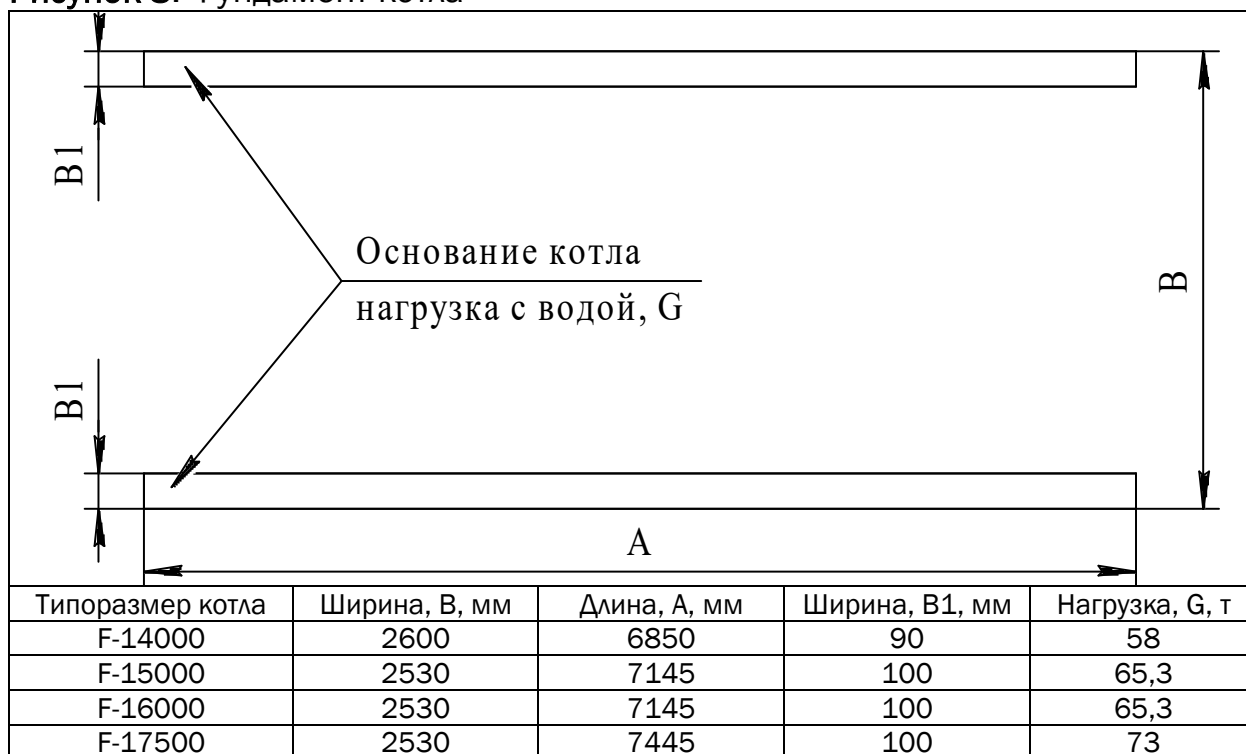 Фундамент котла
B1
Основание котла
нагрузка с водой, G
B
B1
A
Типоразмер котла Ширина, B, мм Длина, A, мм Ширина, B1, мм Нагрузка, G, т
F-14000 2600 6850 90 58
F-15000 2530 7145 100 65,3
F-16000 2530 7145 100 65,3
F-17500 2530 7445 100 73